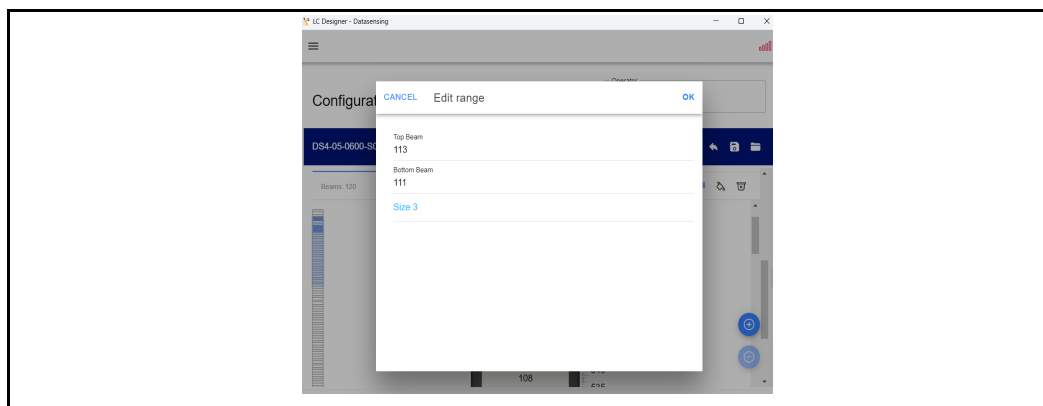 LC Designer - Datasensing
Configurat
CANCEL Edit range OK
DS4-05-0600-S
Top Beam
113
Bottom Beam
111
Beams: 120
Size 3
108